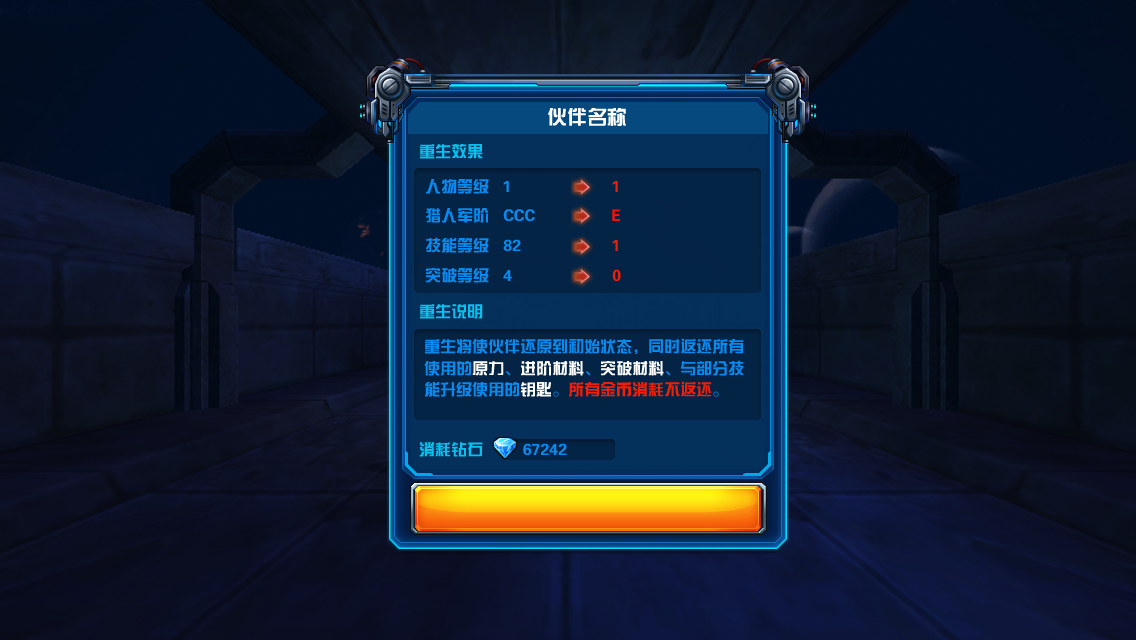 伙伴名称
重生效果
人物等级 1 1
猎人军阶 CCC E
技能等级 82 1
突破等级 4 0
重生说明
重生将使伙伴还原到初始状态，同时返还所有
使用的原力、进阶材料、突破材料、与部分技
能升级使用的钥匙。所有金币消耗不返还。
消耗钻石 67242